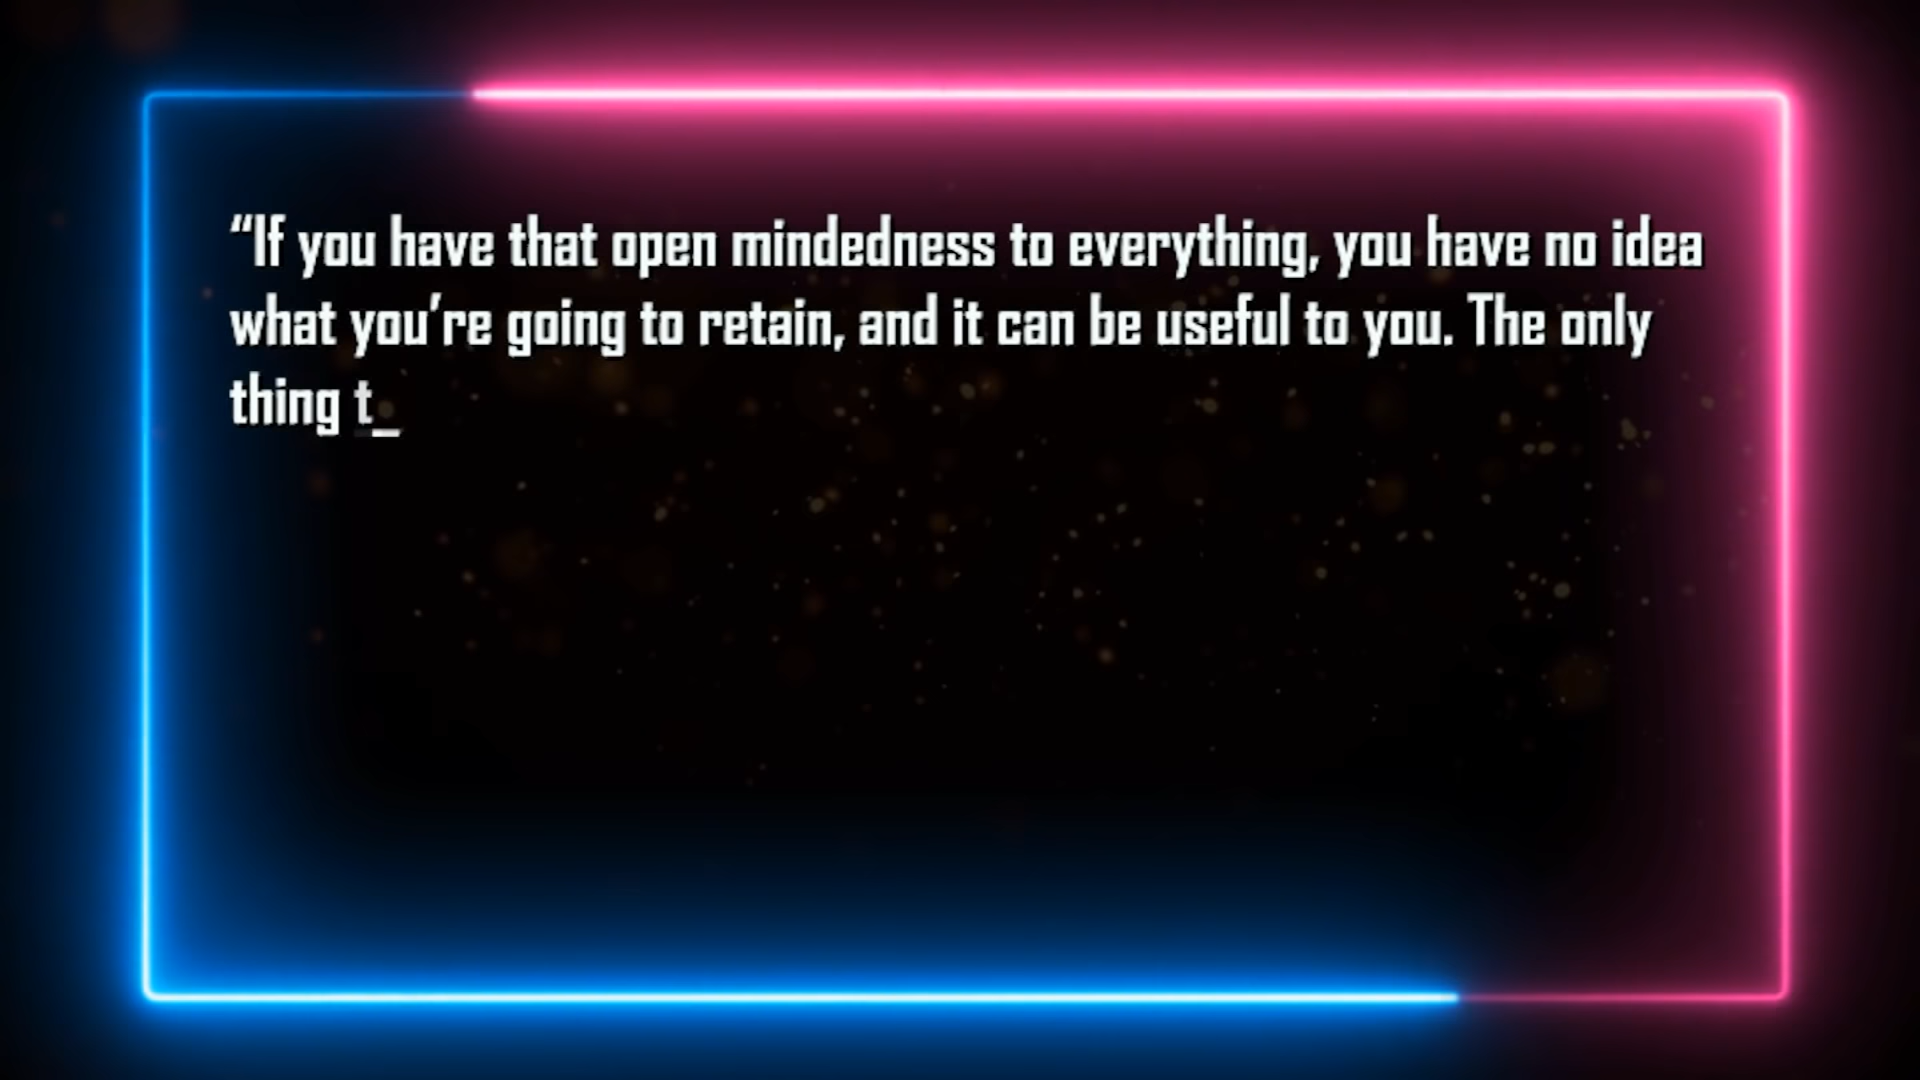 “If you have that open mindedness to everything, you have no idea
what you’re going to retain, and it can be useful to you. The only
thing t_